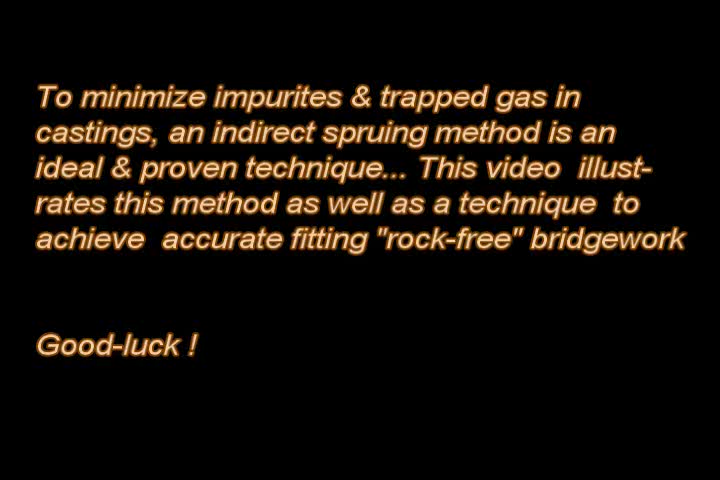 To minimize impurites & trapped gas in
castings, an indirect spruing method is an
ideal & proven technique... This video  illust-
rates this method as well as a technique  to
achieve  accurate fitting "rock-free" bridgework
Good-luck !